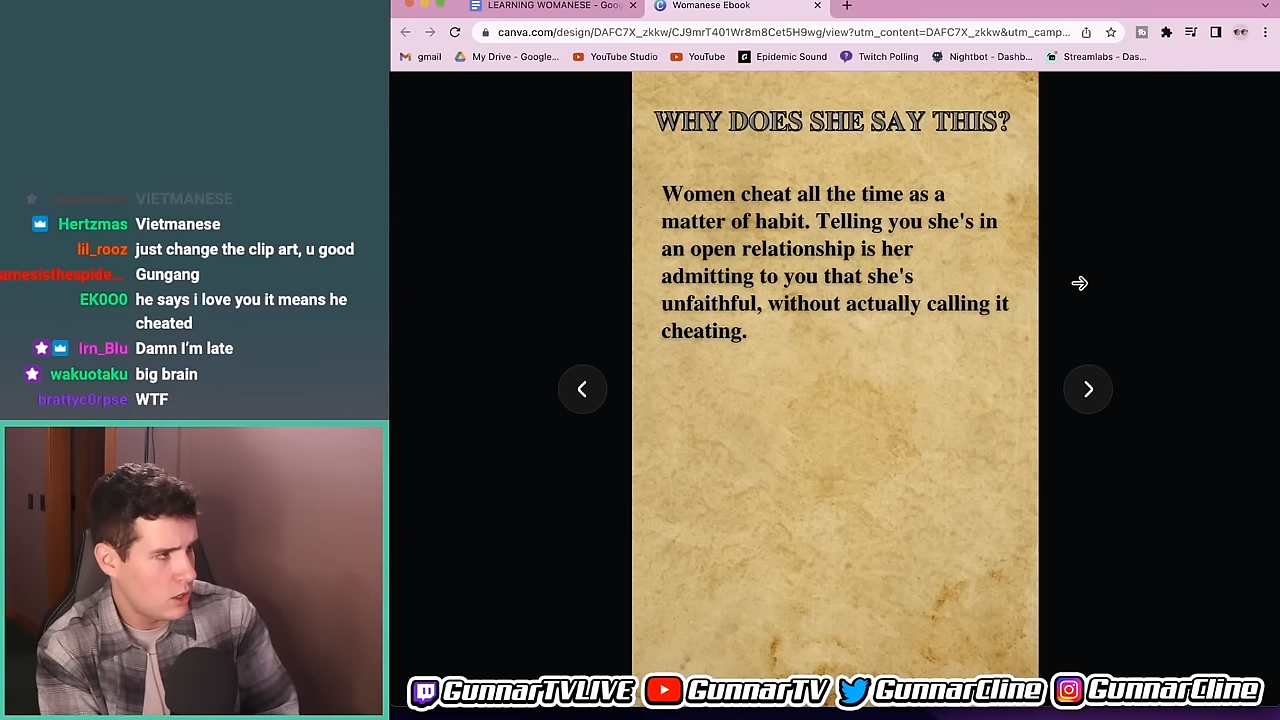 LEARNING WOMANESE - Goo
Womanese Ebook
canva.com/design/DAFC7X_zkkw/CJ9mrT401Wr8m8Cet5H9wg/view?utm_content=DAFC7X_zkkw&utm_camp...
gmail My Drive - Google... YouTube Studio YouTube Epidemic Sound Twitch Polling Nightbot - Dashb... Streamlabs - Das...
WHY DOES SHE SAY THIS?
Women cheat all the time as a
matter of habit. Telling you she's in
an open relationship is her
admitting to you that she's
unfaithful, without actually calling it
cheating.
VIETMANESE
Hertzmas Vietmanese
lil_rooz just change the clip art, u good
amesisthespide... Gungang
EK0O0 he says i love you it means he
cheated
Irn_Blu Damn I'm late
wakuotaku big brain
brattyc0rpse WTF
GunnarTVLIVE GunnarTV GunnarCline GunnarCline